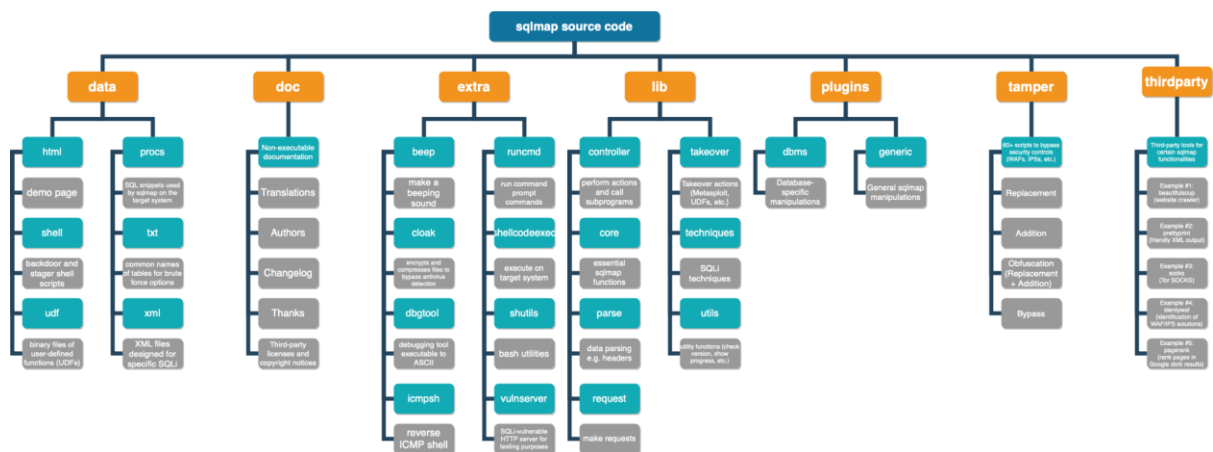 sqlmap source code
data
doc
extra
lib
plugins
tamper
thirdparty
html
demo page
shell
backdoor and
stager shell
scripts
udf
binary files of
user-defined
functions (UDFs)
procs
SQL snippets used
by sqlmap on the
target system
txt
common names
of tables for brute
force options
xml
XML files
designed for
specific SQLi
Non-executable
documentation
Translations
Authors
Changelog
Thanks
Third-party
licenses and
copyright notices
beep
make a
beeping
sound
cloak
encrypts and
compresses files to
bypass antivirus
detection
dbgtool
debugging tool
executable to
ASCII
icmpsh
reverse
ICMP shell
runcmd
run command
prompt
commands
shellcodeexec
execute on
target system
shutils
bash utilities
vulnserver
SQLi-vulnerable
HTTP server for
testing purposes
controller
perform actions
and call
subprograms
core
essential
sqlmap
functions
parse
data parsing
e.g. headers
request
make requests
takeover
Takeover actions
(Metasploit,
UDFs, etc.)
techniques
SQLi
techniques
utils
utility functions (check
version, show
progress, etc.)
dbms
Database-
specific
manipulations
generic
General sqlmap
manipulations
60+ scripts to bypass
security controls
(WAFs, IPSs, etc.)
Replacement
Addition
Obfuscation
(Replacement
+ Addition)
Bypass
Third-party tools for
certain sqlmap
functionalities
Example #1:
beautifulsoup
(website crawler)
Example #2:
prettyprint
(friendly XML output)
Example #3:
socks
(Tor SOCKS)
Example #4:
identywaf
(identification of
WAF/IPS solutions)
Example #5:
pagerank
(rank pages in
Google dork results)